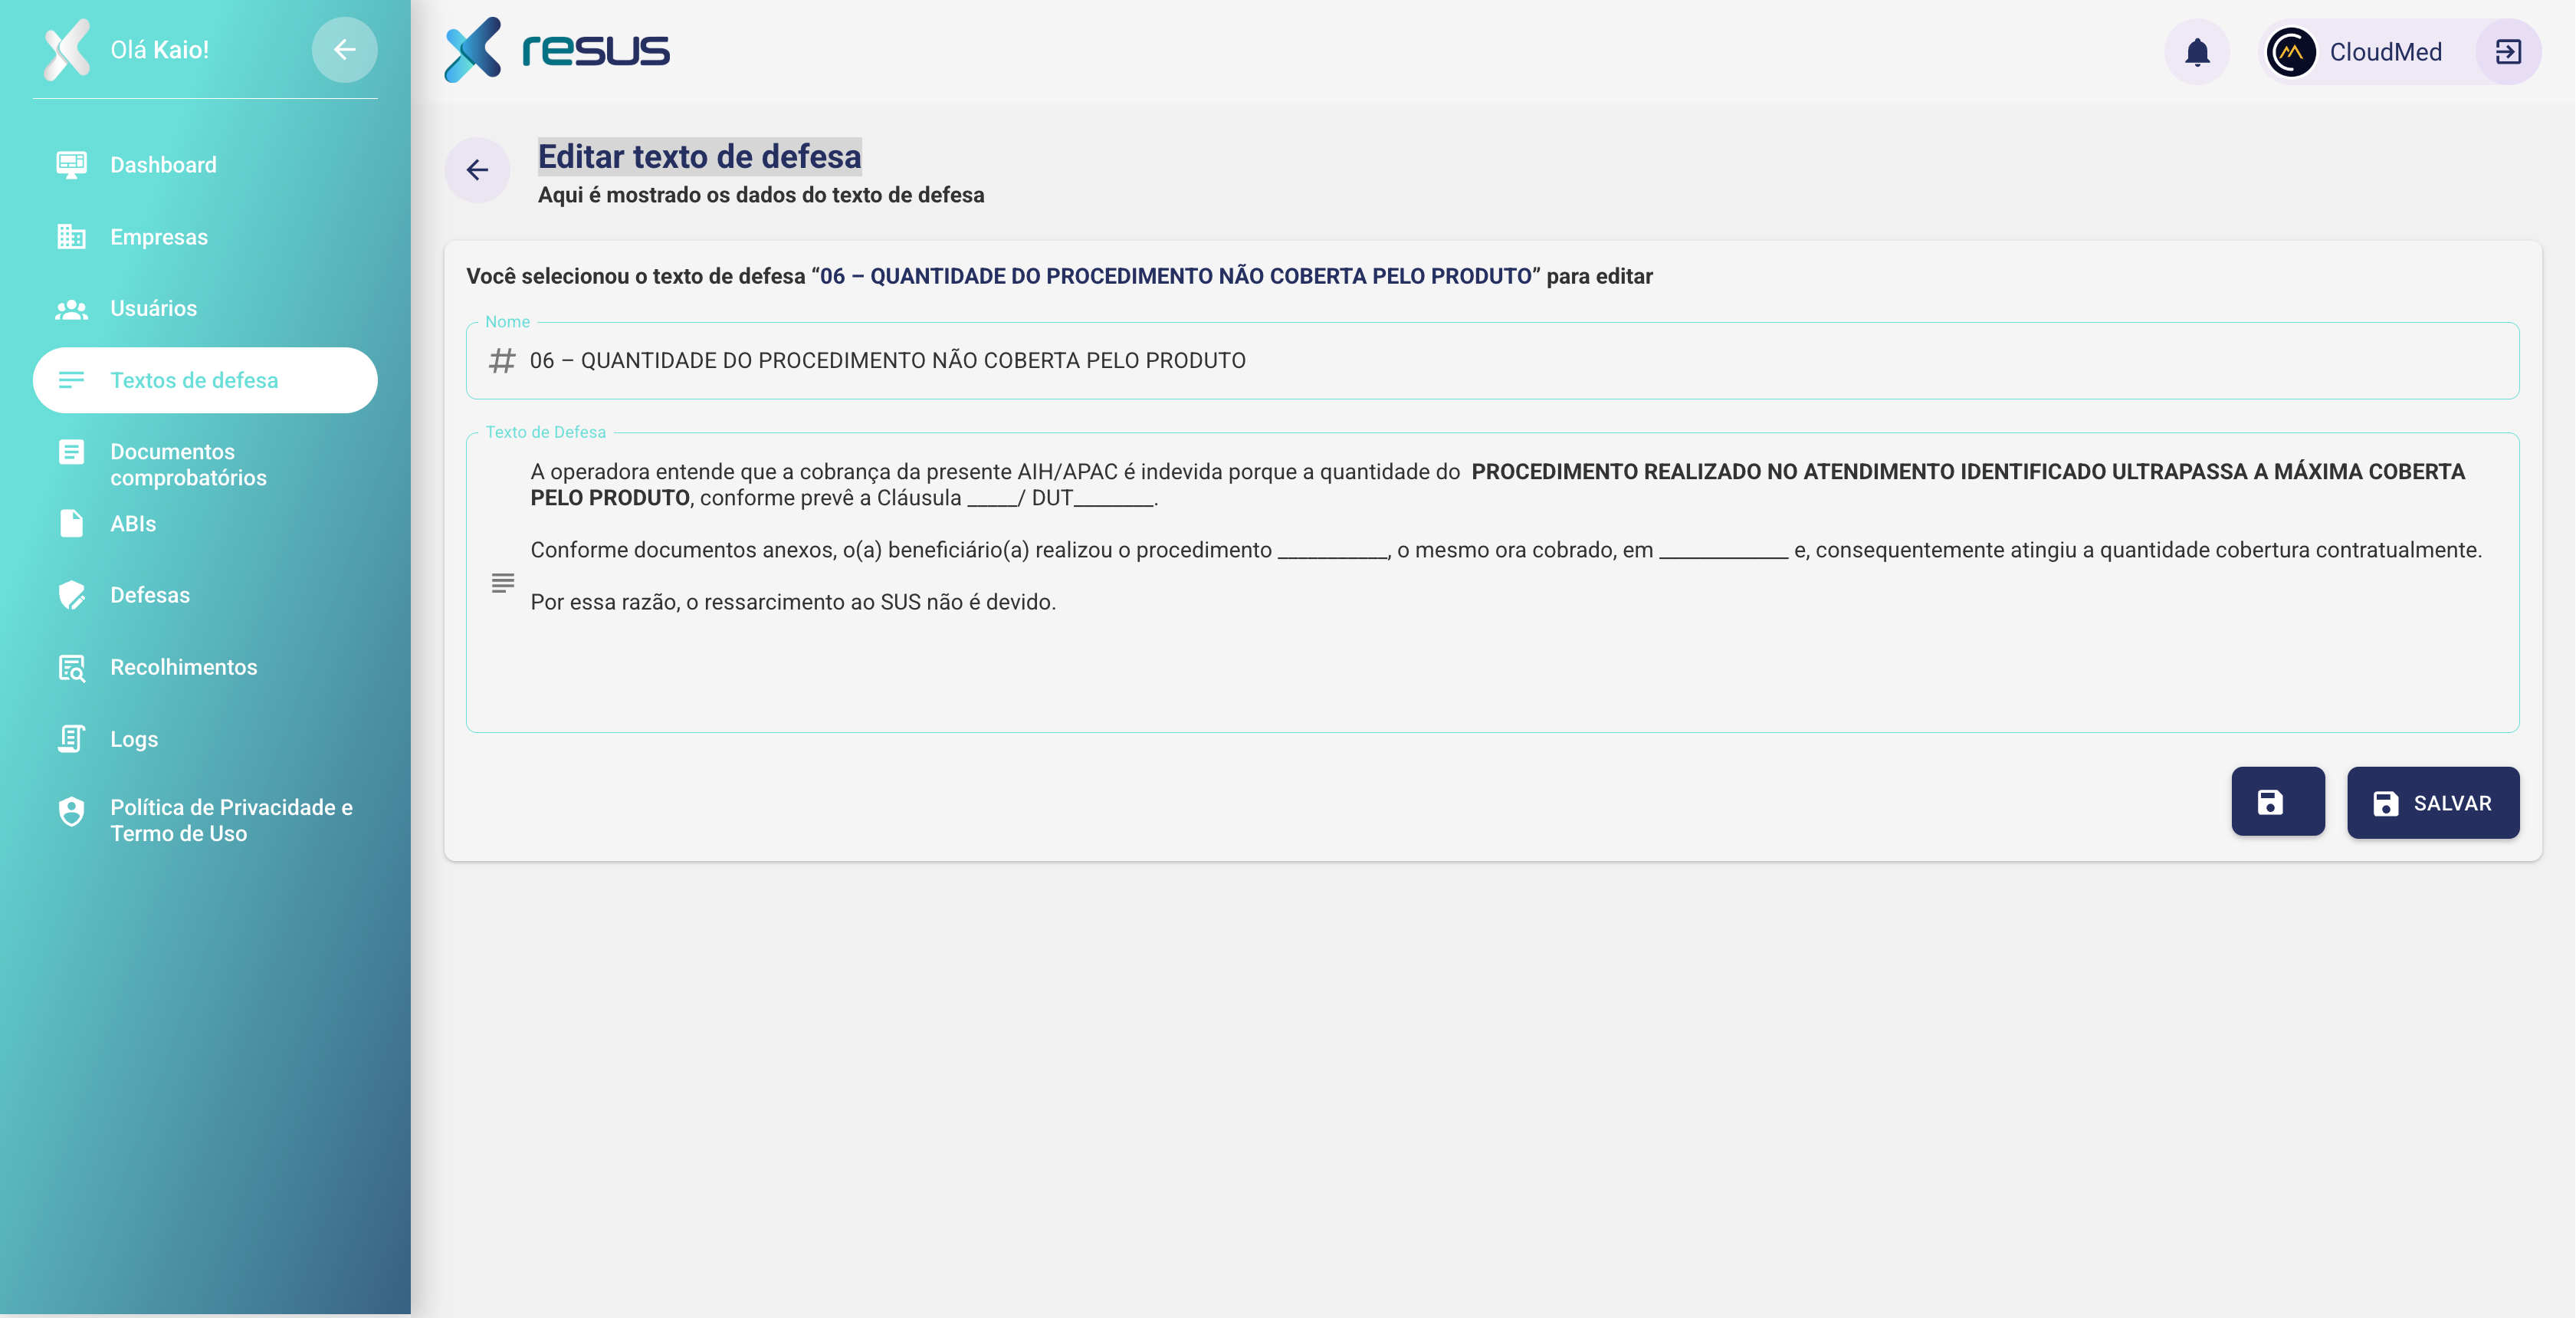 Olá Kaio!
Dashboard
Empresas
Usuários
Textos de defesa
Documentos
comprobatórios
ABIs
Defesas
Recolhimentos
Logs
Política de Privacidade e
Termo de Uso
resus
CloudMed
Editar texto de defesa
Aqui é mostrado os dados do texto de defesa
Você selecionou o texto de defesa “06 – QUANTIDADE DO PROCEDIMENTO NÃO COBERTA PELO PRODUTO” para editar
Nome
06 – QUANTIDADE DO PROCEDIMENTO NÃO COBERTA PELO PRODUTO
Texto de Defesa
A operadora entende que a cobrança da presente AIH/APAC é indevida porque a quantidade do PROCEDIMENTO REALIZADO NO ATENDIMENTO IDENTIFICADO ULTRAPASSA A MÁXIMA COBERTA
PELO PRODUTO, conforme prevê a Cláusula _____/ DUT________.
Conforme documentos anexos, o(a) beneficiário(a) realizou o procedimento ___________, o mesmo ora cobrado, em _____________ e, consequentemente atingiu a quantidade cobertura contratualmente.
Por essa razão, o ressarcimento ao SUS não é devido.
SALVAR